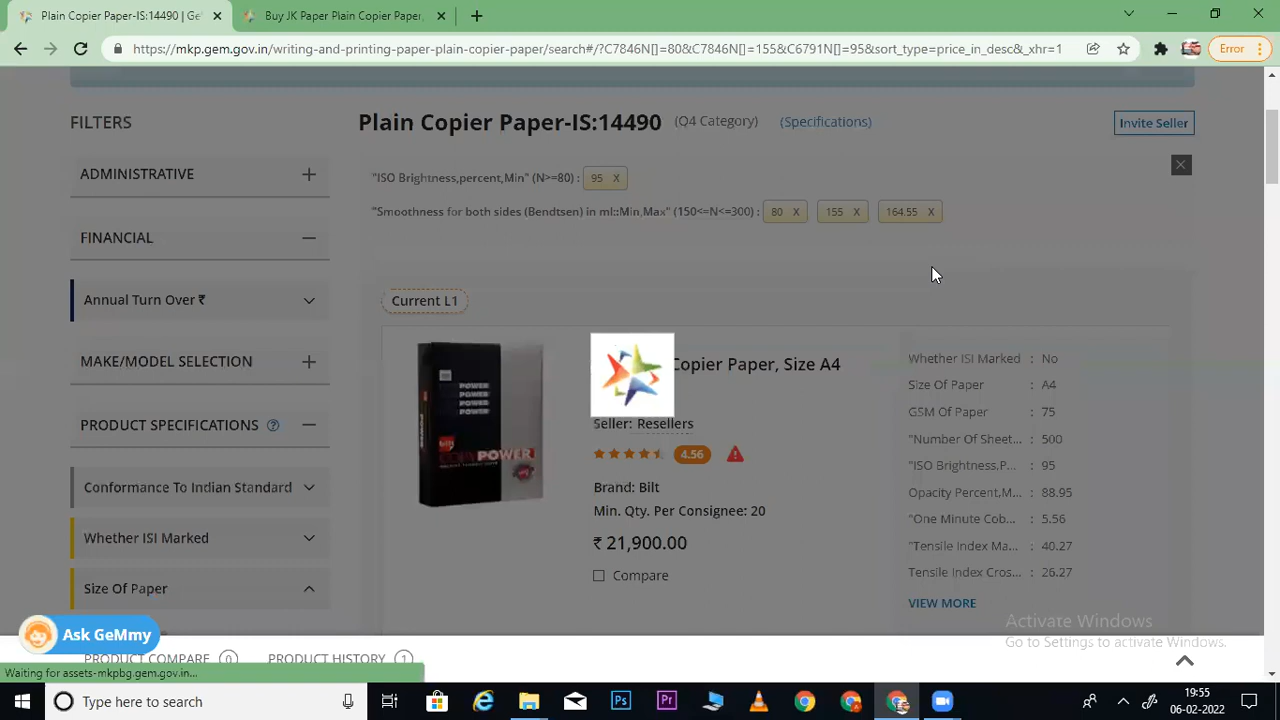 Plain Copier Paper-IS:14490 | Ge
Buy JK Paper Plain Copier Paper,
https://mkp.gem.gov.in/writing-and-printing-paper-plain-copier-paper/search#/?C7846N[]=80&C7846N[]=155&C6791N[]=95&sort_type=price_in_desc&_xhr=1
Error
FILTERS
Plain Copier Paper-IS:14490 (Q4 Category) (Specifications)
Invite Seller
ADMINISTRATIVE
"ISO Brightness,percent,Min" (N>=80) : 95 X
"Smoothness for both sides (Bendtsen) in ml::Min,Max" (150<=N<=300) : 80 X 155 X 164.55 X
FINANCIAL
Annual Turn Over ₹
Current L1
MAKE/MODEL SELECTION
PRODUCT SPECIFICATIONS
Conformance To Indian Standard
Whether ISI Marked
Size Of Paper
POWER
POWER
POWER
POWER
Copier Paper, Size A4
Seller: Resellers
4.56
Brand: Bilt
Min. Qty. Per Consignee: 20
₹ 21,900.00
Compare
Whether ISI Marked : No
Size Of Paper : A4
GSM Of Paper : 75
"Number Of Sheet... : 500
"ISO Brightness,P... : 95
Opacity Percent,M... : 88.95
"One Minute Cob... : 5.56
"Tensile Index Ma... : 40.27
Tensile Index Cros... : 26.27
VIEW MORE
Ask GeMmy
Activate Windows
Go to Settings to activate Windows.
PRODUCT COMPARE 0 PRODUCT HISTORY 1
Waiting for assets-mkpbg.gem.gov.in...
Type here to search
Ps
Pr
19:55
06-02-2022